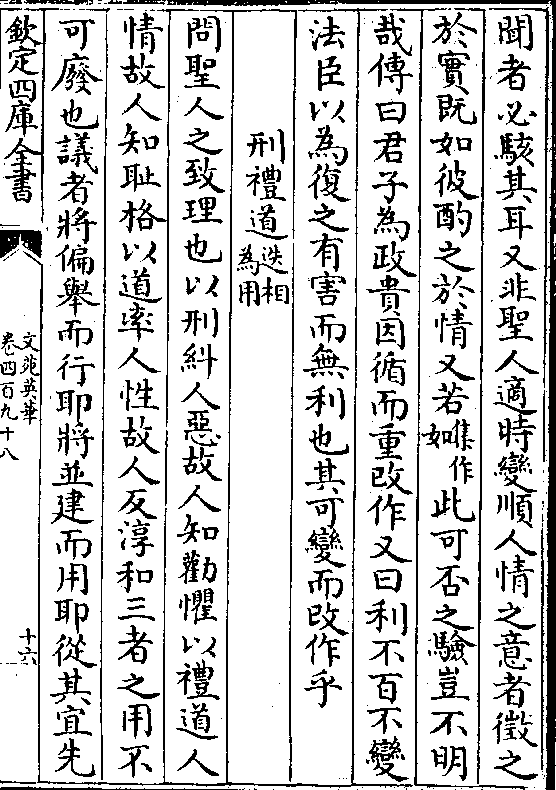 聞者必駭其耳又非聖人適時變順人情之意者徴之
於實既如彼酌之於情又若集作如此可否之驗豈不明
哉傳曰君子為政貴因循而重改作又曰利不百不變
法臣以為復之有害而無利也其可變而改作乎
刑禮道迭相為用
問聖人之致理也以刑糾人惡故人知勸懼以禮道人
情故人知耻格以道率人性故人反淳和三者之用不
可廢也議者將偏舉而行耶將並建而用耶從其宜先
欽定四庫全書
文苑英華
卷四百九十八
十六